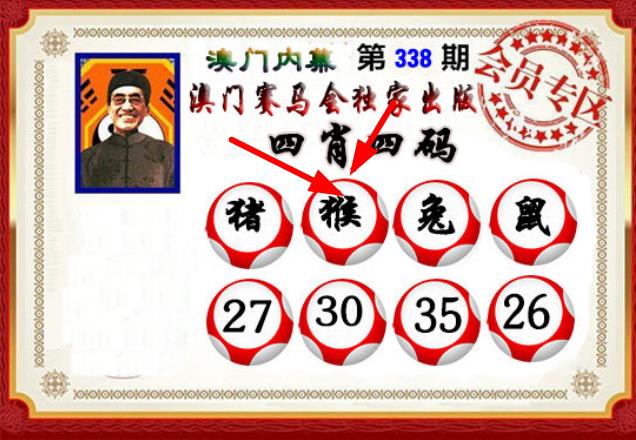 澳门内幕 第338期
会员专区
澳门赛马会独家出版
四肖四码
猪 猴 兔 鼠
27 30 35 26